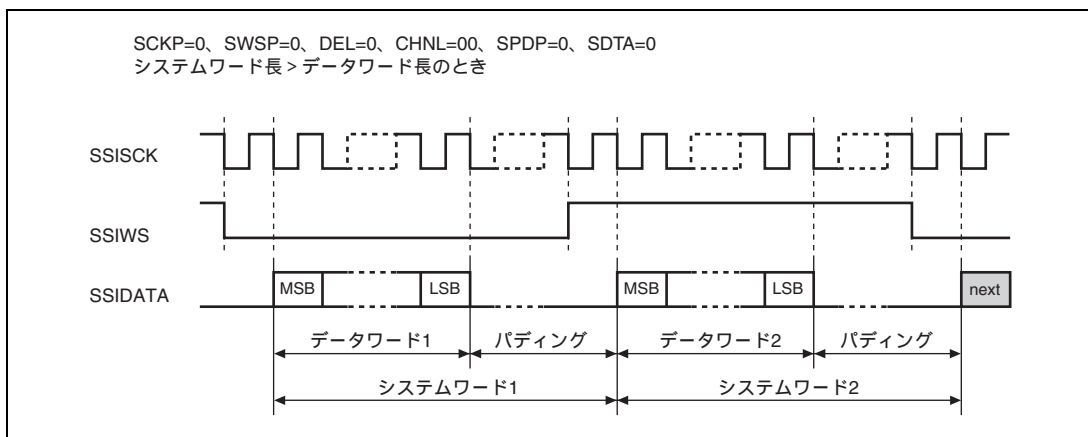 SCKP=0、SWSP=0、DEL=0、CHNL=00、SPDP=0、SDTA=0
システムワード長 > データワード長のとき
SSISCK
SSIWS
SSIDATA
MSB
LSB
MSB
LSB
next
データワード1
パディング
データワード2
パディング
システムワード1
システムワード2